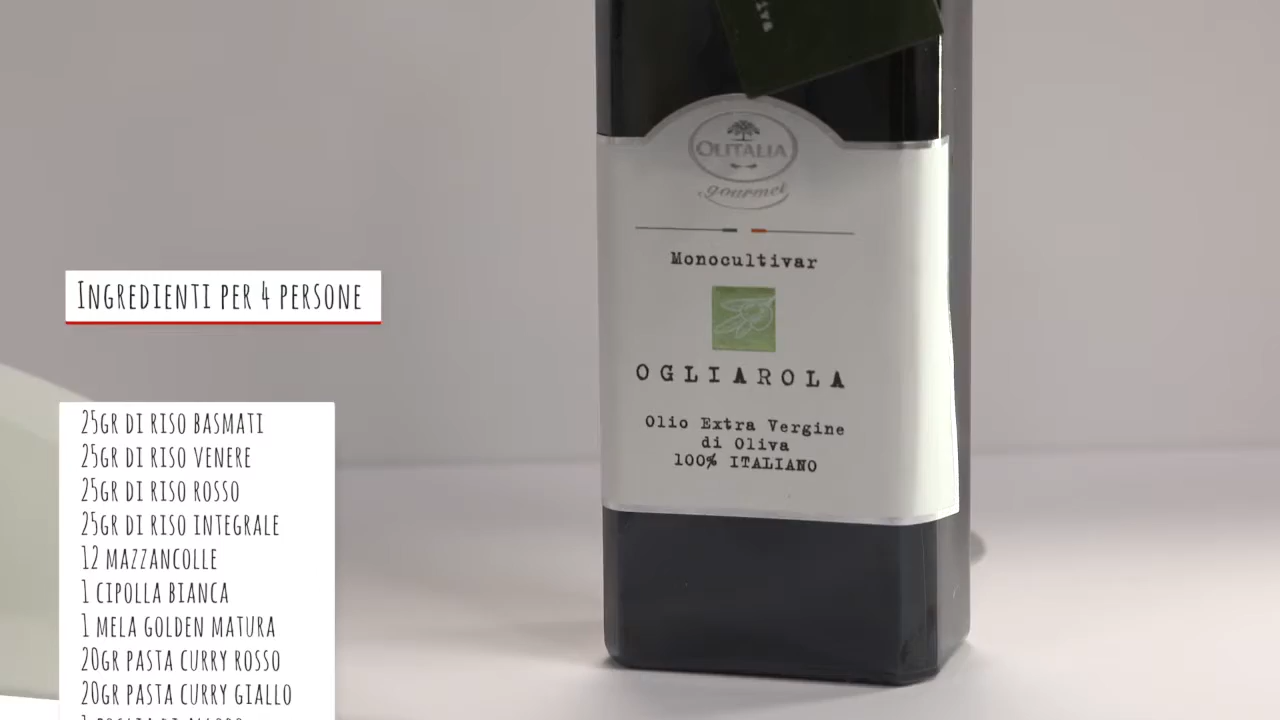 Ingredienti per 4 persone
25gr di riso basmati
25gr di riso venere
25gr di riso rosso
25gr di riso integrale
12 mazzancolle
1 cipolla bianca
1 mela golden matura
20gr pasta curry rosso
20gr pasta curry giallo
OLITALIA
gourmet
Monocultivar
OGLIAROLA
Olio Extra Vergine
di Oliva
100% ITALIANO